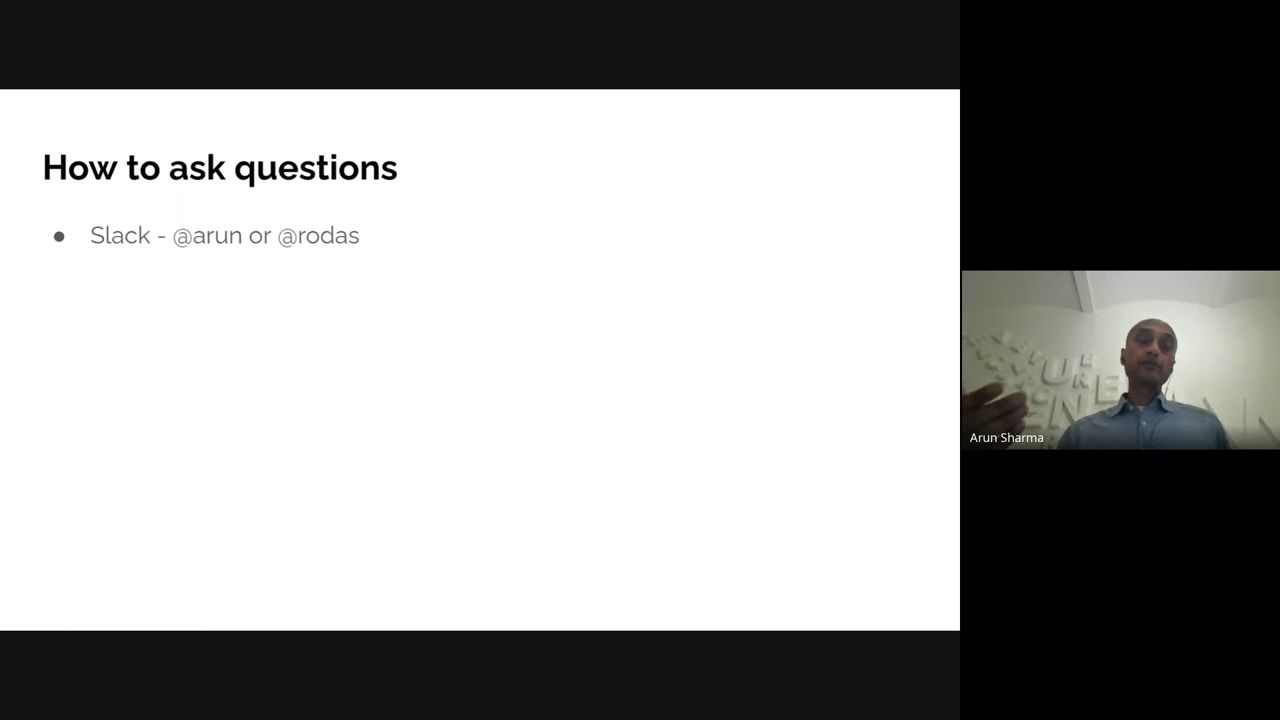 How to ask questions
● Slack - @arun or @rodas
Arun Sharma